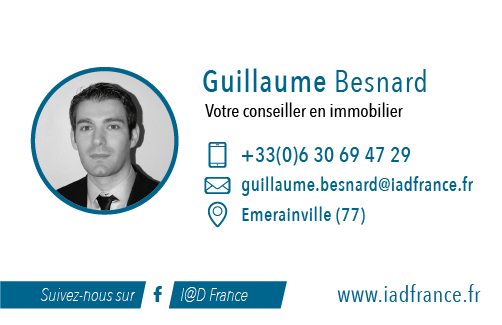 Guillaume Besnard
Votre conseiller en immobilier
+33(0)6 30 69 47 29
guillaume.besnard@iadfrance.fr
Emerainville (77)
Suivez-nous sur f I@D France
www.iadfrance.fr